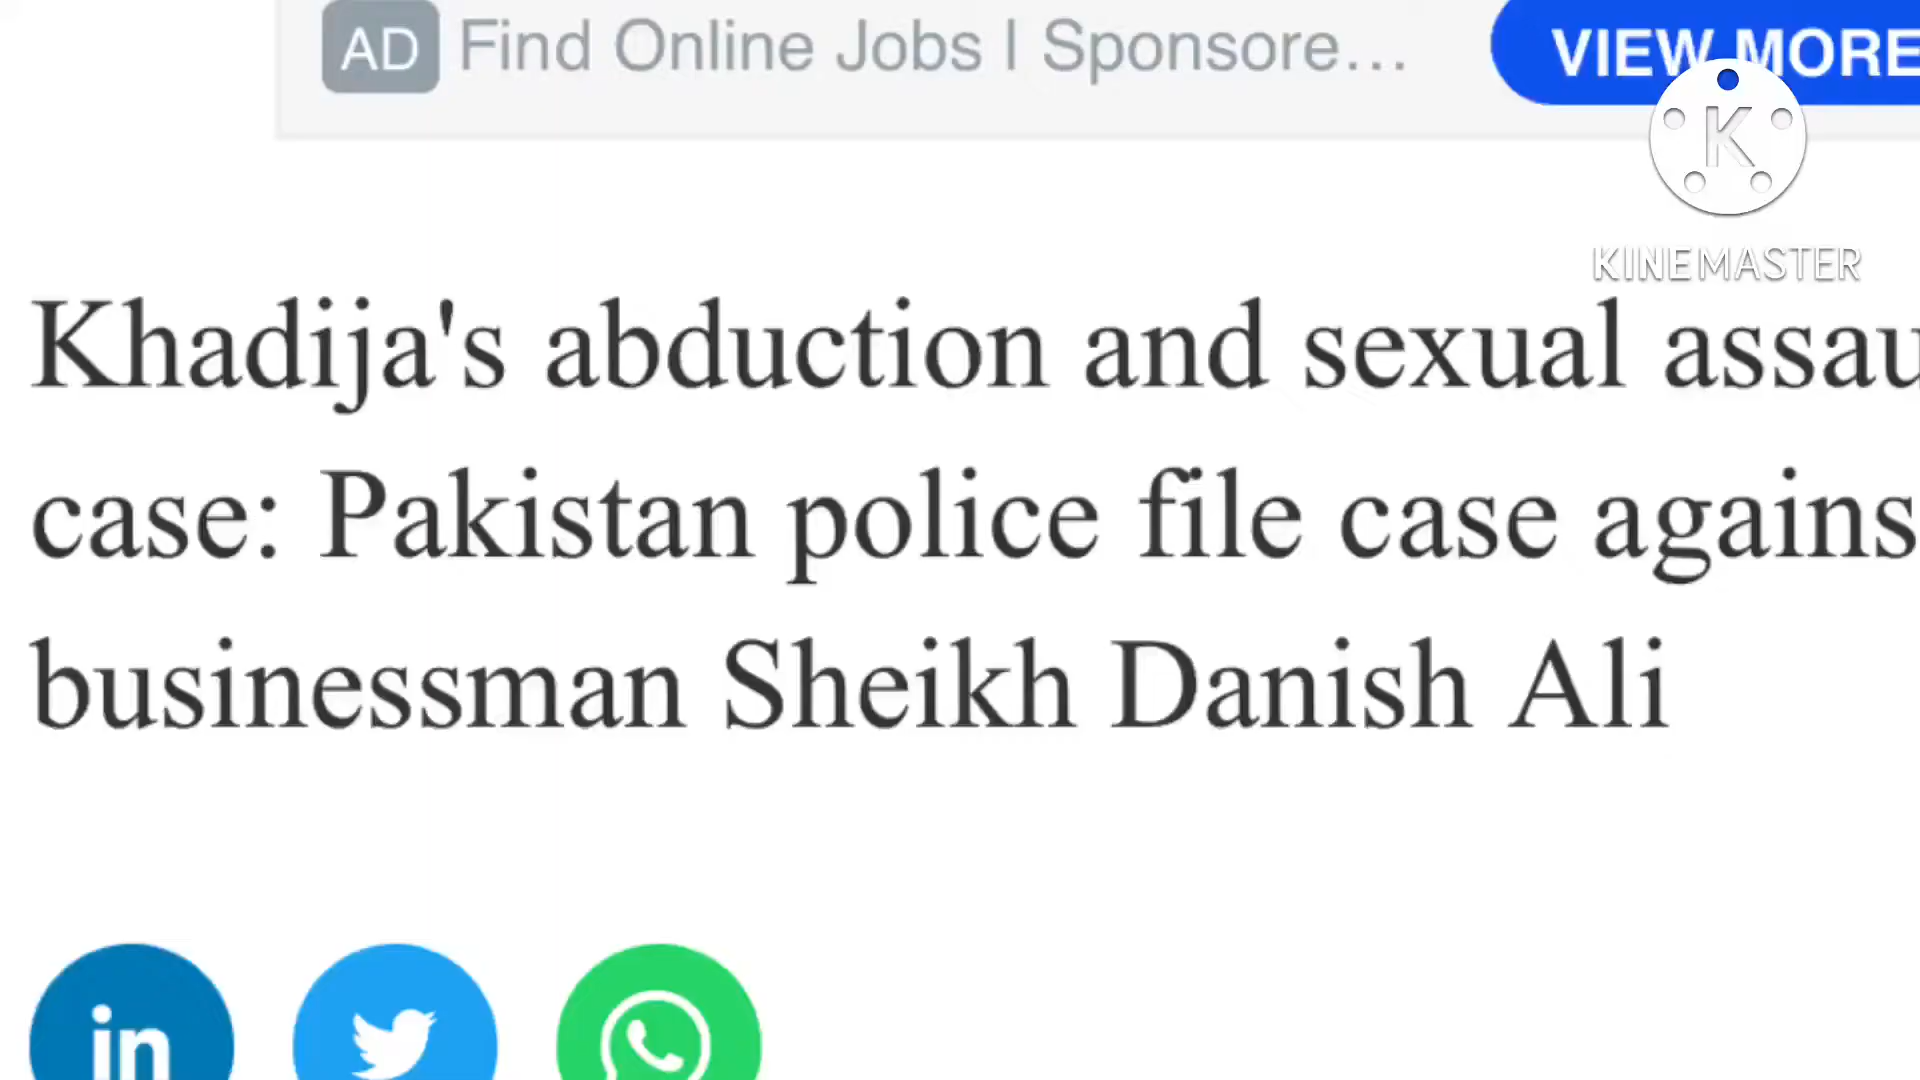 AD Find Online Jobs | Sponsore... VIEW MORE
K
KINEMASTER
Khadija's abduction and sexual assau
case: Pakistan police file case agains
businessman Sheikh Danish Ali
in